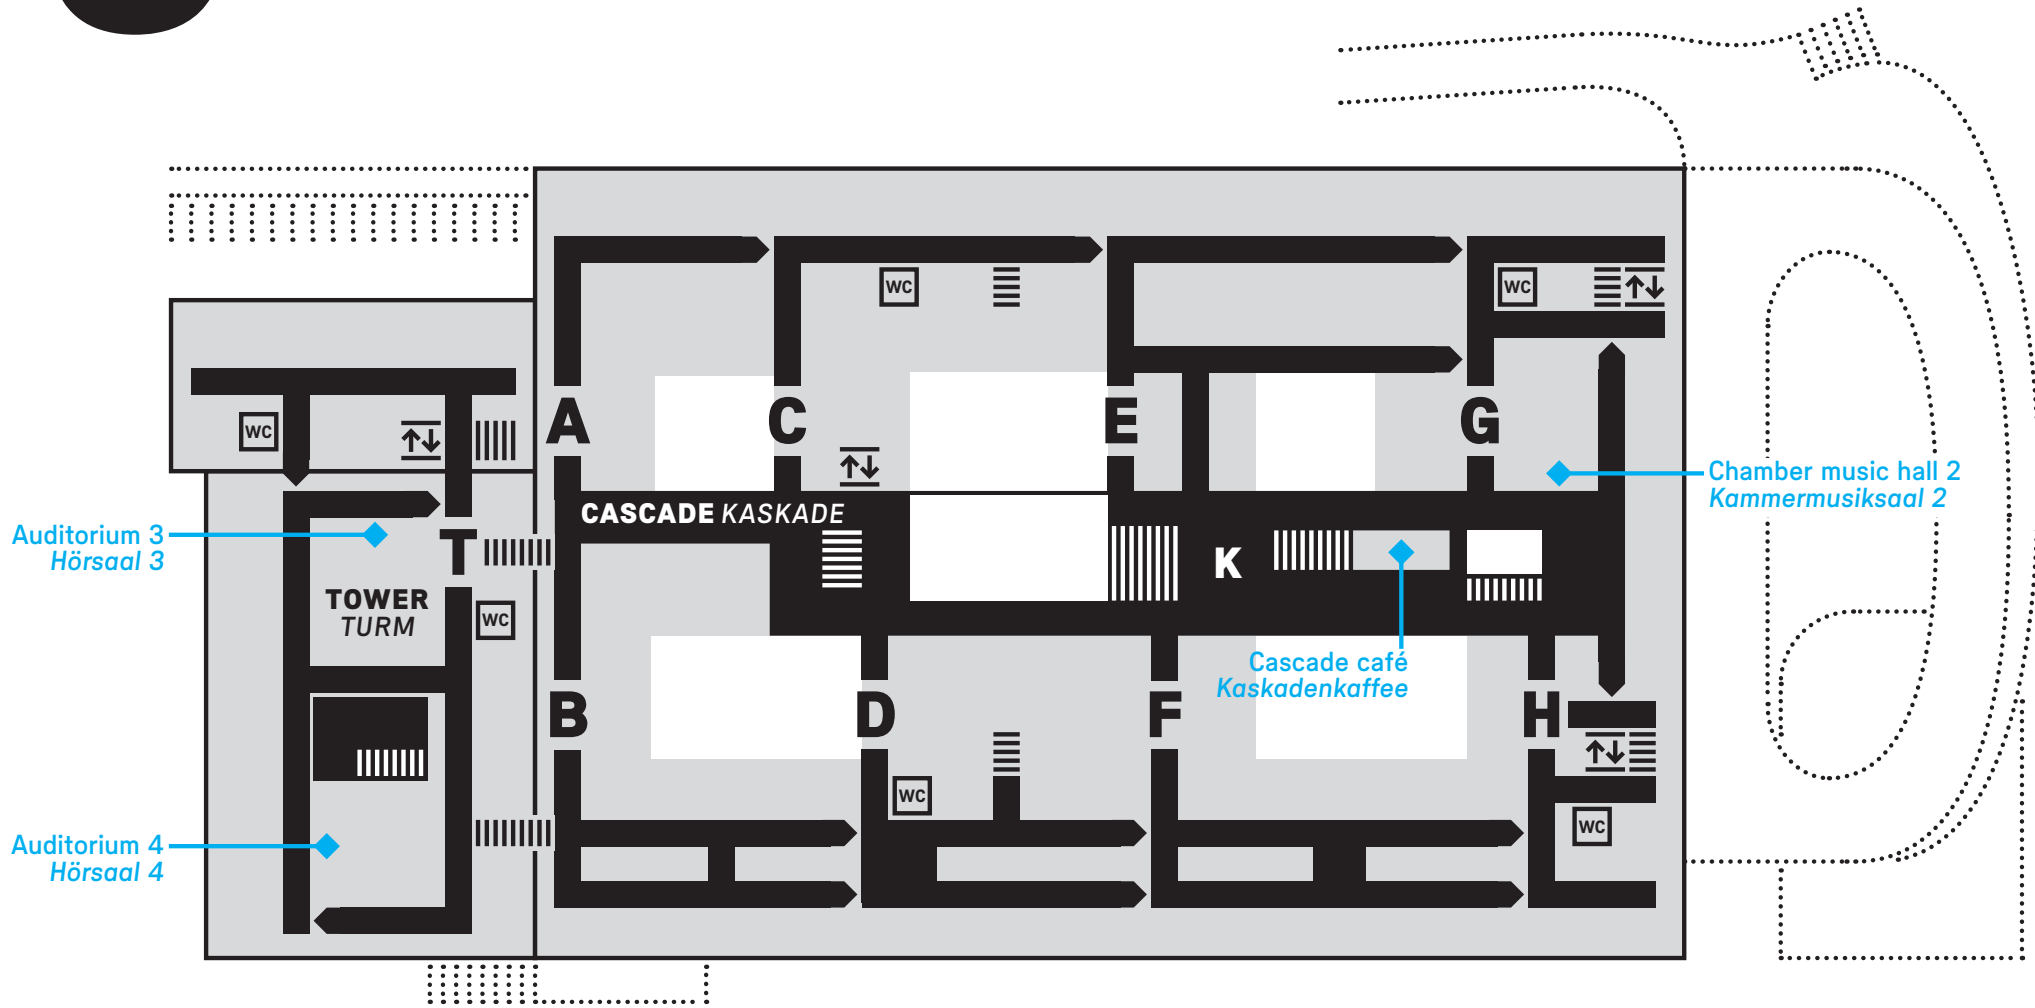 WC
WC
A
C
E
G
WC
Chamber music hall 2
Kammermusiksaal 2
CASCADE KASKADE
Auditorium 3
Hörsaal 3
T
K
TOWER
TURM
WC
Cascade café
Kaskadenkaffee
B
D
F
H
WC
WC
Auditorium 4
Hörsaal 4